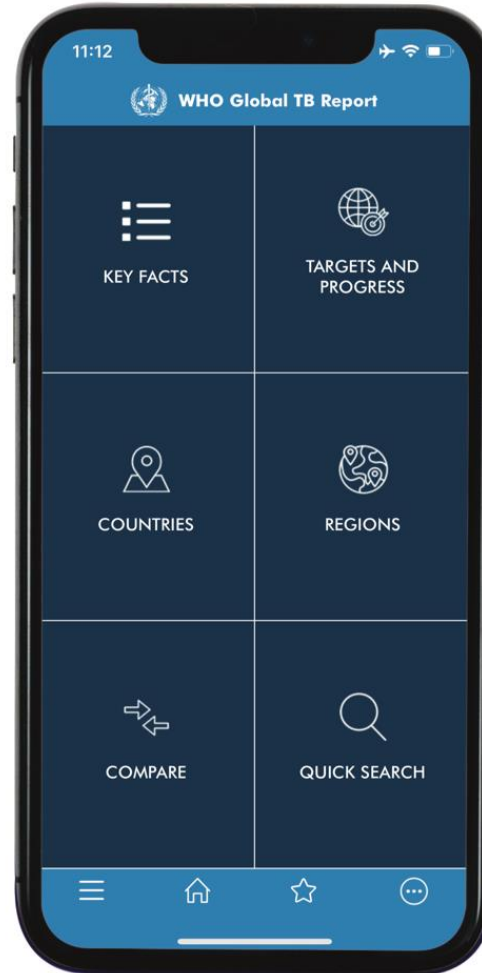 11:12
WHO Global TB Report
KEY FACTS
TARGETS AND
PROGRESS
COUNTRIES
REGIONS
COMPARE
QUICK SEARCH